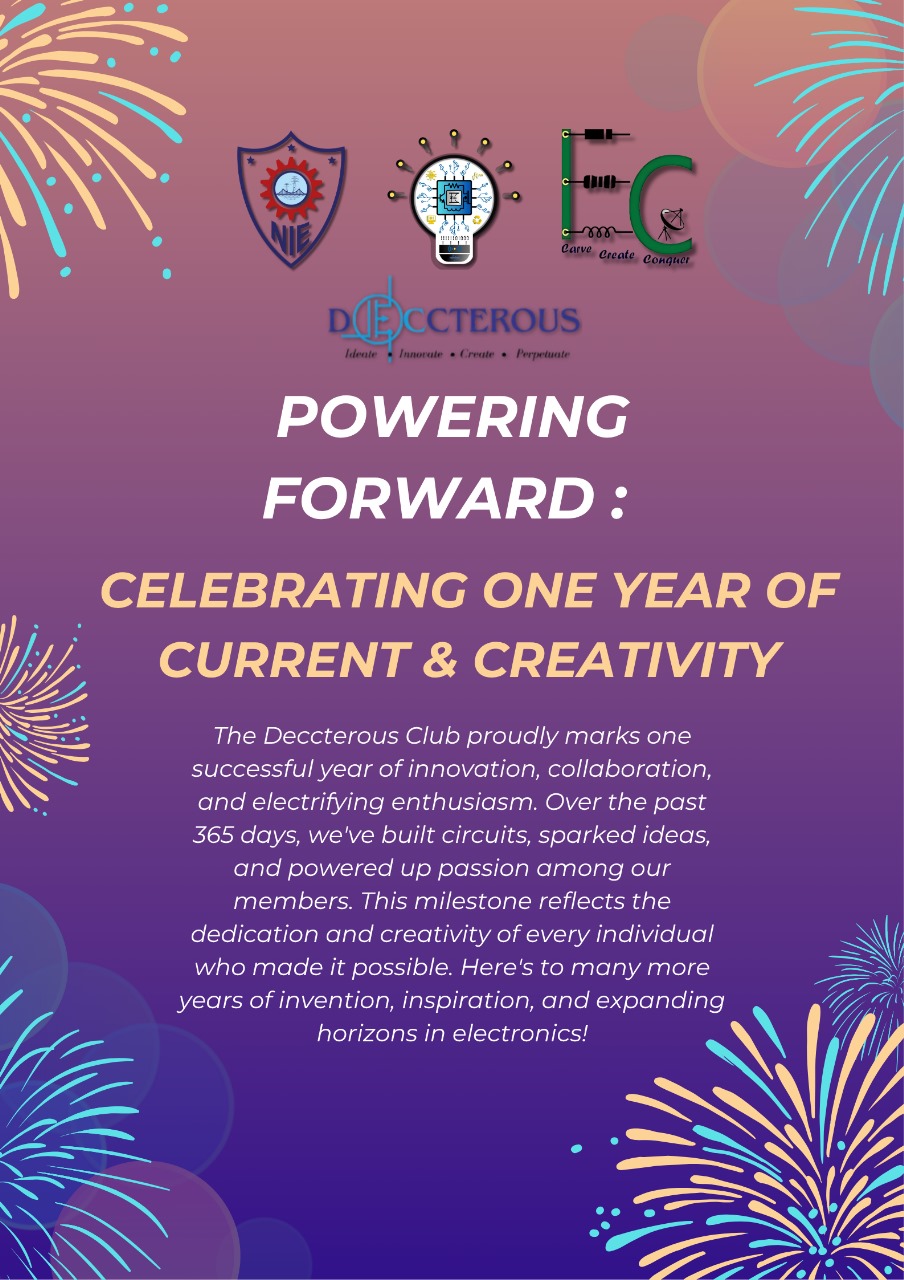 NIE
EC
Carve Create Conquer
DECCTEROUS
Ideate • Innovate • Create • Perpetuate
POWERING
FORWARD :
CELEBRATING ONE YEAR OF
CURRENT & CREATIVITY
The Deccterous Club proudly marks one
successful year of innovation, collaboration,
and electrifying enthusiasm. Over the past
365 days, we've built circuits, sparked ideas,
and powered up passion among our
members. This milestone reflects the
dedication and creativity of every individual
who made it possible. Here's to many more
years of invention, inspiration, and expanding
horizons in electronics!